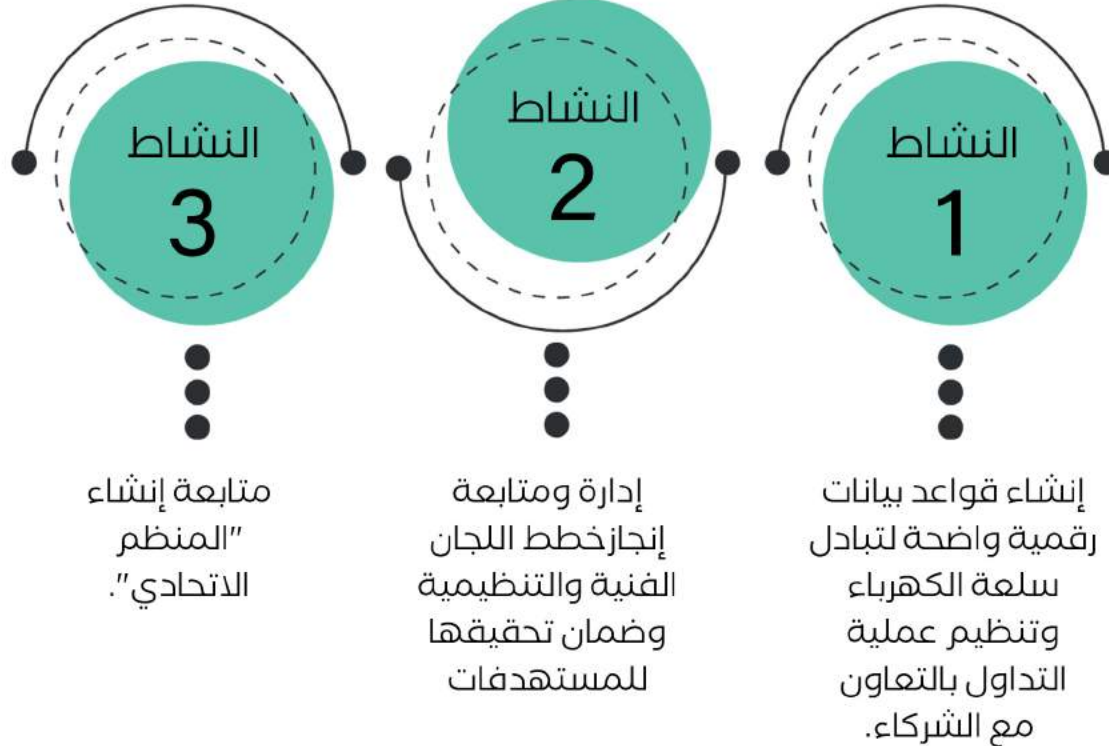 النشاط
1
إنشاء قواعد بيانات
رقمية واضحة لتبادل
سلعة الكهرباء
وتنظيم عملية
التداول بالتعاون
مع الشركاء.
النشاط
2
إدارة ومتابعة
إنجازخطط اللجان
الفنية والتنظيمية
وضمان تحقيقها
للمستهدفات
النشاط
3
متابعة إنشاء
"المنظم
الاتحادي".